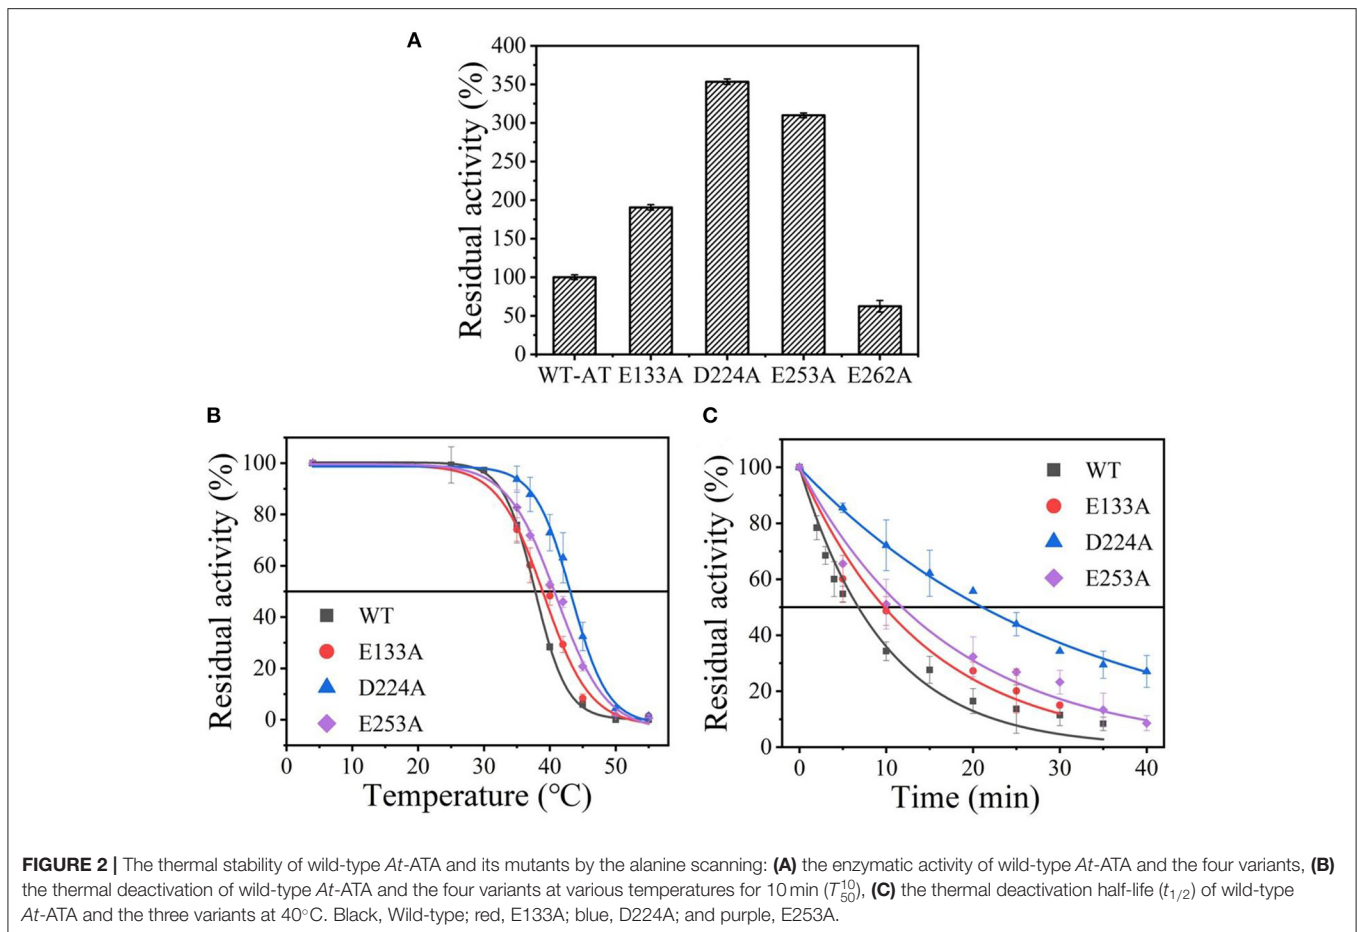 A
Residual activity (%)
400
350
300
250
200
150
100
50
0
WT-AT E133A D224A E253A E262A
B
Residual activity (%)
100
80
60
40
20
0
WT
E133A
D224A
E253A
0 10 20 30 40 50
Temperature (°C)
C
Residual activity (%)
100
80
60
40
20
0
WT
E133A
D224A
E253A
0 10 20 30 40
Time (min)
FIGURE 2 | The thermal stability of wild-type At-ATA and its mutants by the alanine scanning: (A) the enzymatic activity of wild-type At-ATA and the four variants, (B)
the thermal deactivation of wild-type At-ATA and the four variants at various temperatures for 10 min (T₅₀¹⁰), (C) the thermal deactivation half-life (t₁/₂) of wild-type
At-ATA and the three variants at 40°C. Black, Wild-type; red, E133A; blue, D224A; and purple, E253A.